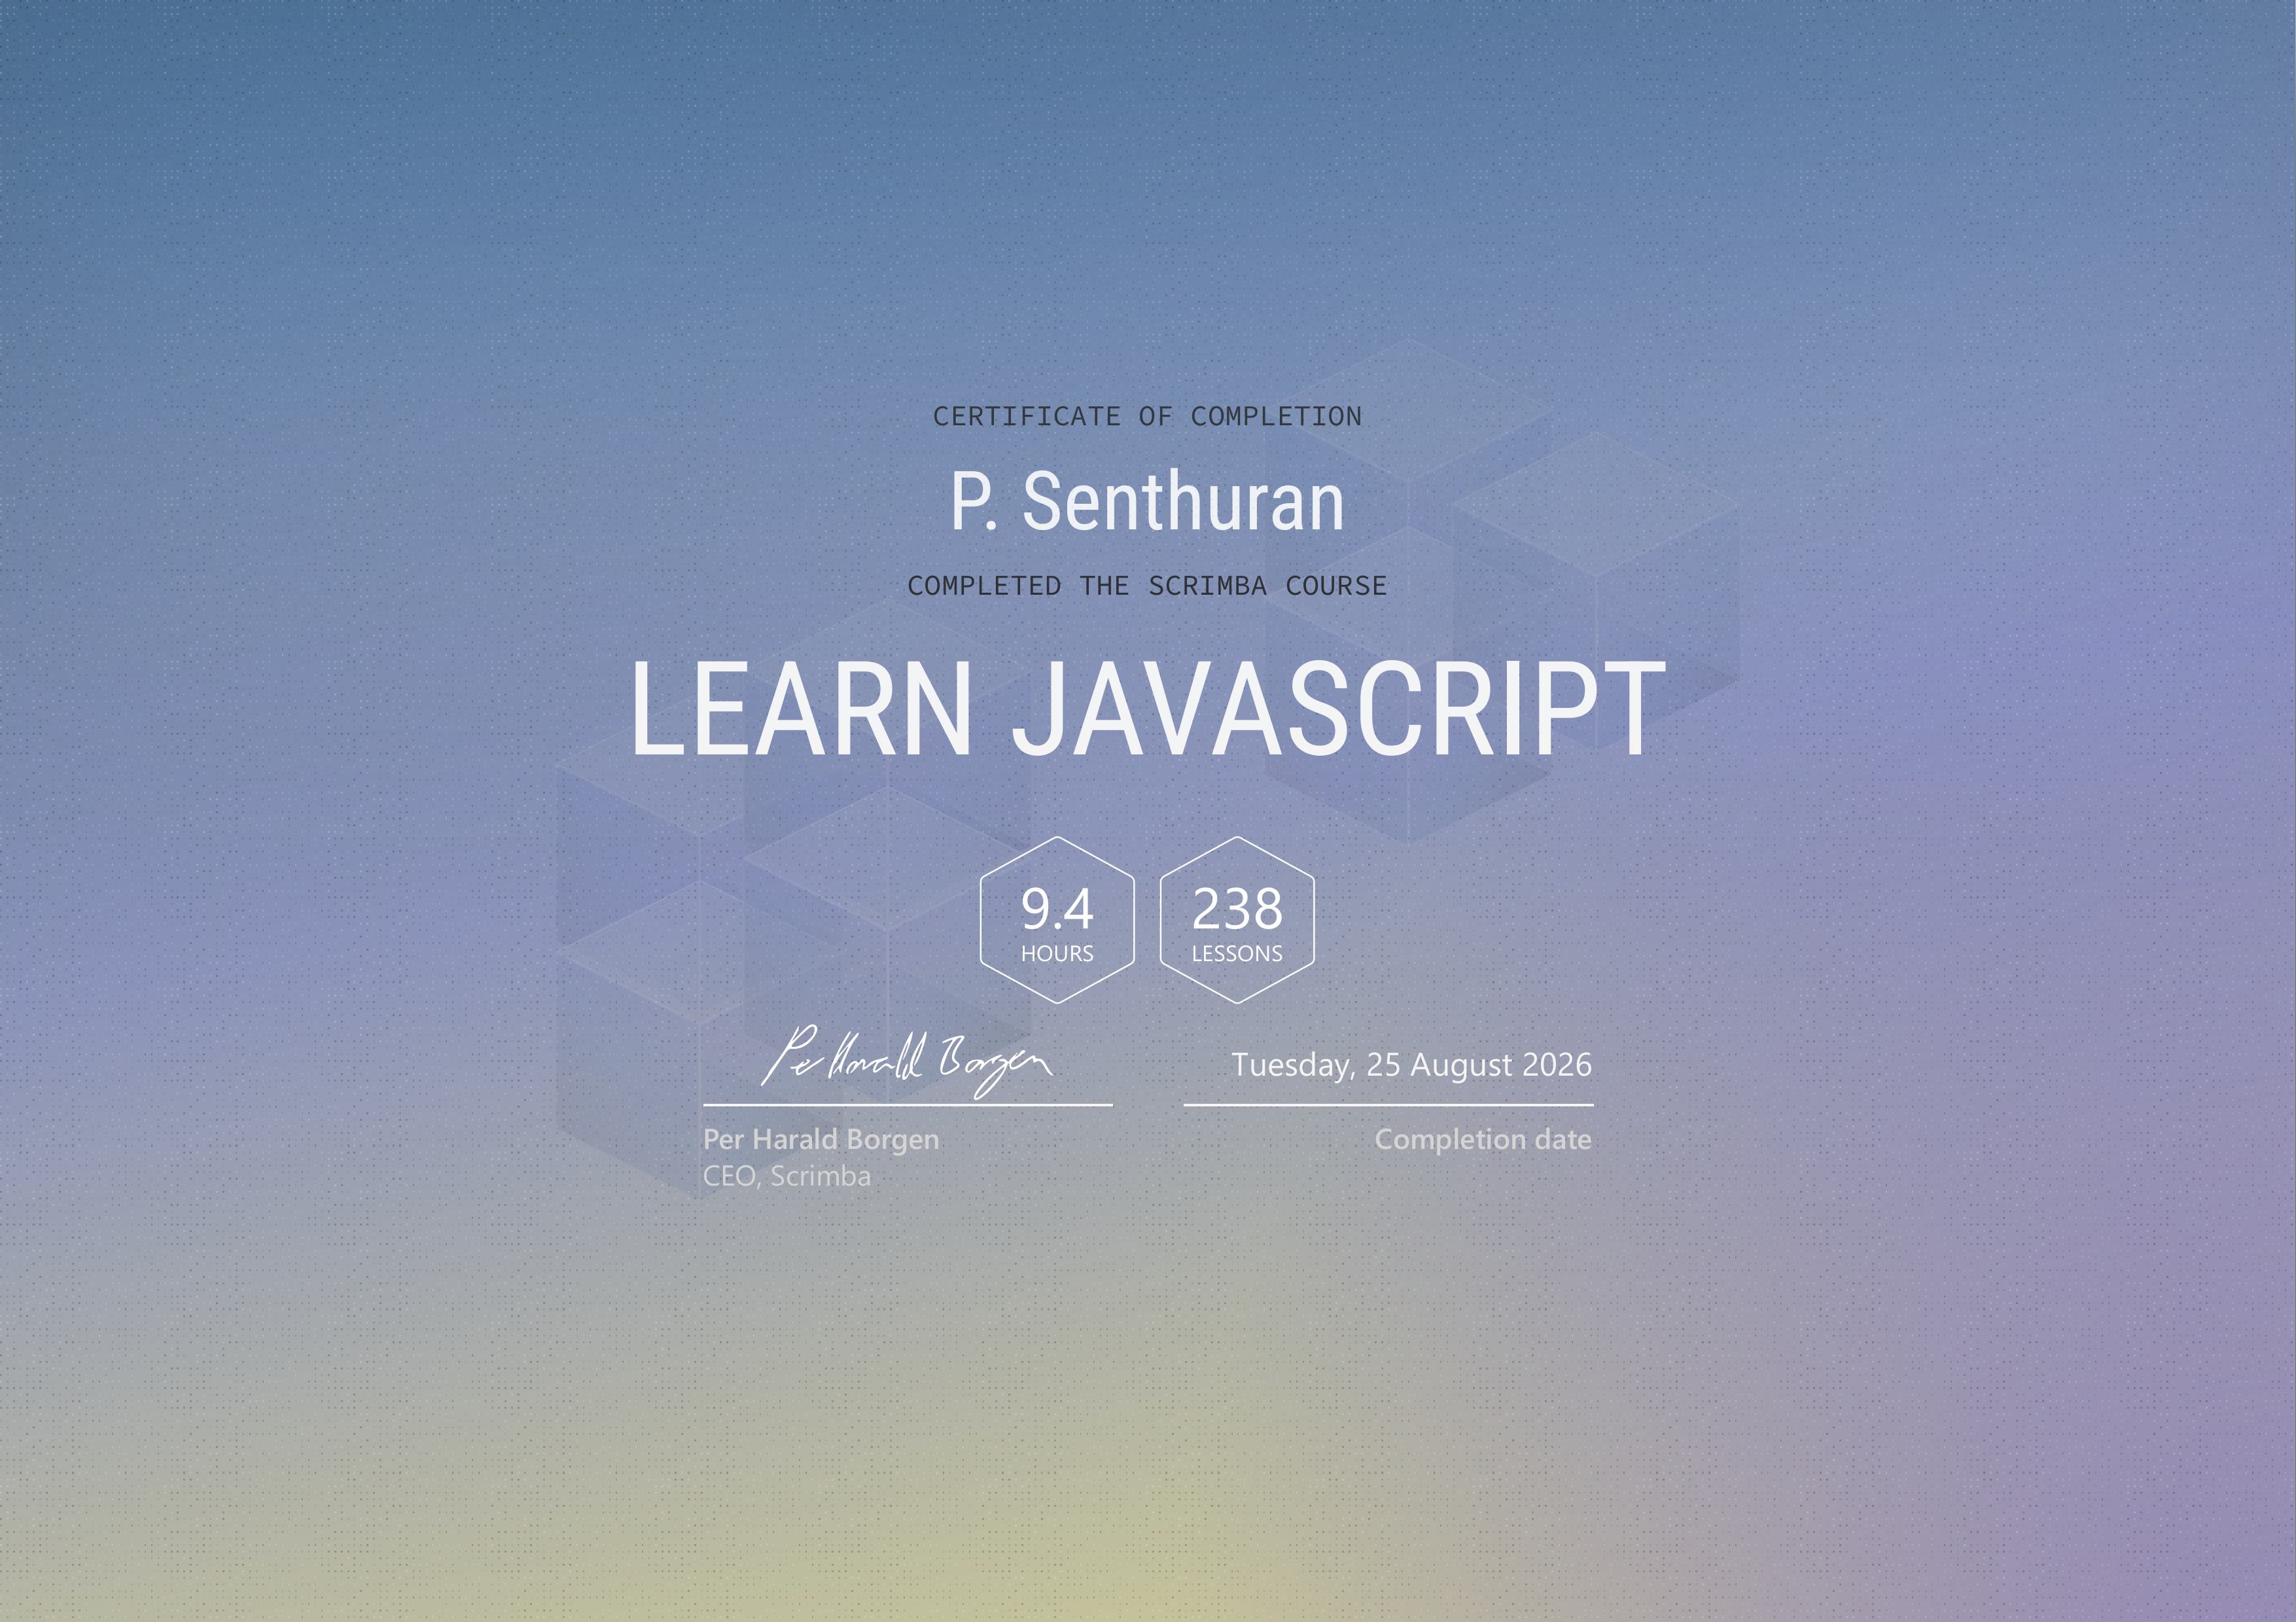 CERTIFICATE OF COMPLETION
P. Senthuran
COMPLETED THE SCRIMBA COURSE
LEARN JAVASCRIPT
9.4
HOURS
238
LESSONS
Per Harald Borgen
Tuesday, 25 August 2026
Per Harald Borgen
CEO, Scrimba
Completion date